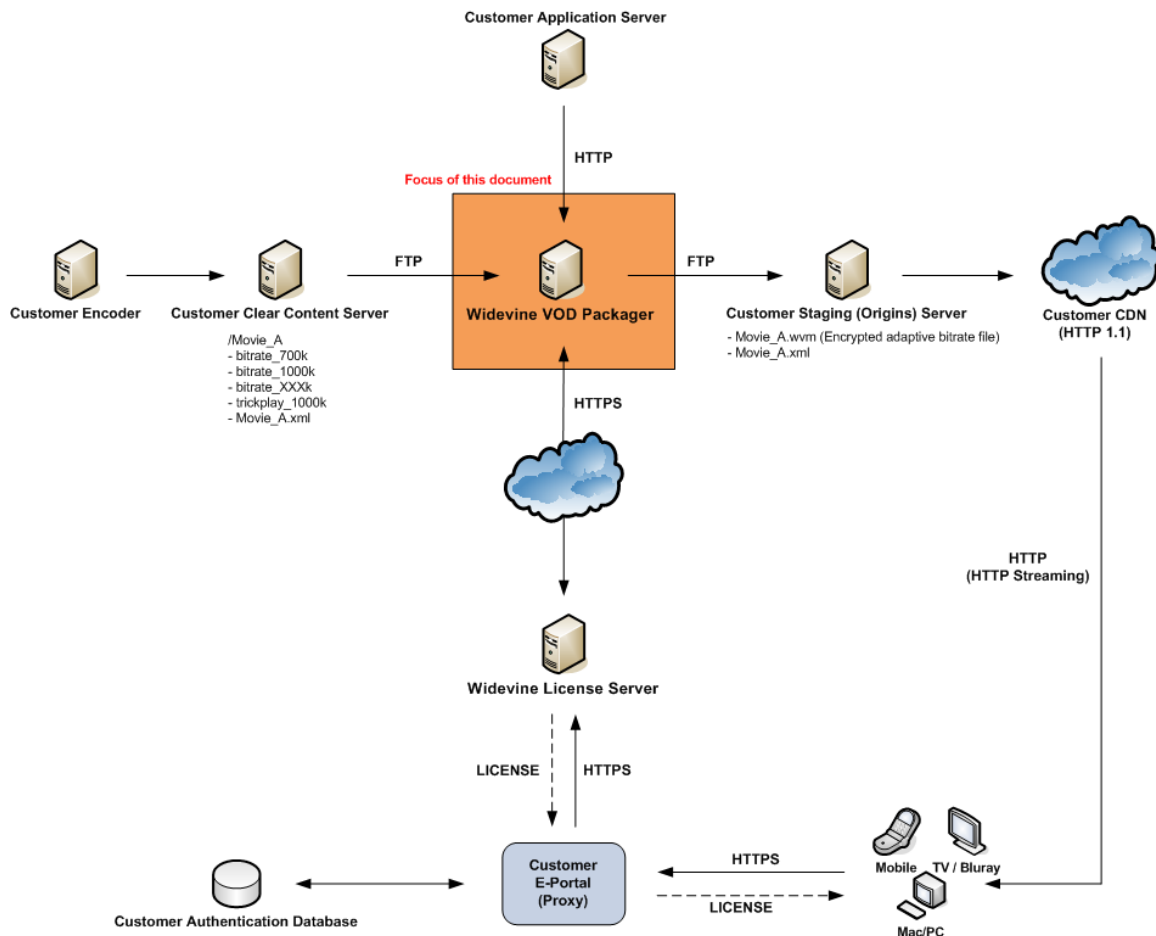 Customer Application Server
HTTP
Focus of this document
FTP
FTP
Customer Encoder
Customer Clear Content Server
Widevine VOD Packager
Customer Staging (Origins) Server
Customer CDN
(HTTP 1.1)
/Movie_A
- bitrate_700k
- bitrate_1000k
- bitrate_XXXk
- trickplay_1000k
- Movie_A.xml
- Movie_A.wvm (Encrypted adaptive bitrate file)
- Movie_A.xml
HTTPS
HTTP
(HTTP Streaming)
Widevine License Server
LICENSE
HTTPS
Customer
E-Portal
(Proxy)
HTTPS
LICENSE
Mobile
TV / Bluray
Mac/PC
Customer Authentication Database